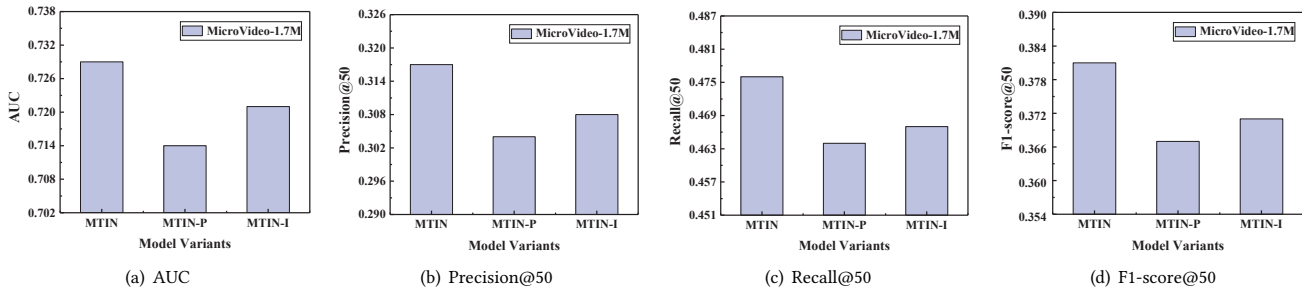 0.738
0.732
0.726
0.720
0.714
0.708
0.702
AUC
MicroVideo-1.7M
MTIN MTIN-P MTIN-I
Model Variants
(a) AUC
0.326
0.320
0.314
0.308
0.302
0.296
0.290
Precision@50
MicroVideo-1.7M
MTIN MTIN-P MTIN-I
Model Variants
(b) Precision@50
0.487
0.481
0.475
0.469
0.463
0.457
0.451
Recall@50
MicroVideo-1.7M
MTIN MTIN-P MTIN-I
Model Variants
(c) Recall@50
0.390
0.384
0.378
0.372
0.366
0.360
0.354
F1-score@50
MicroVideo-1.7M
MTIN MTIN-P MTIN-I
Model Variants
(d) F1-score@50